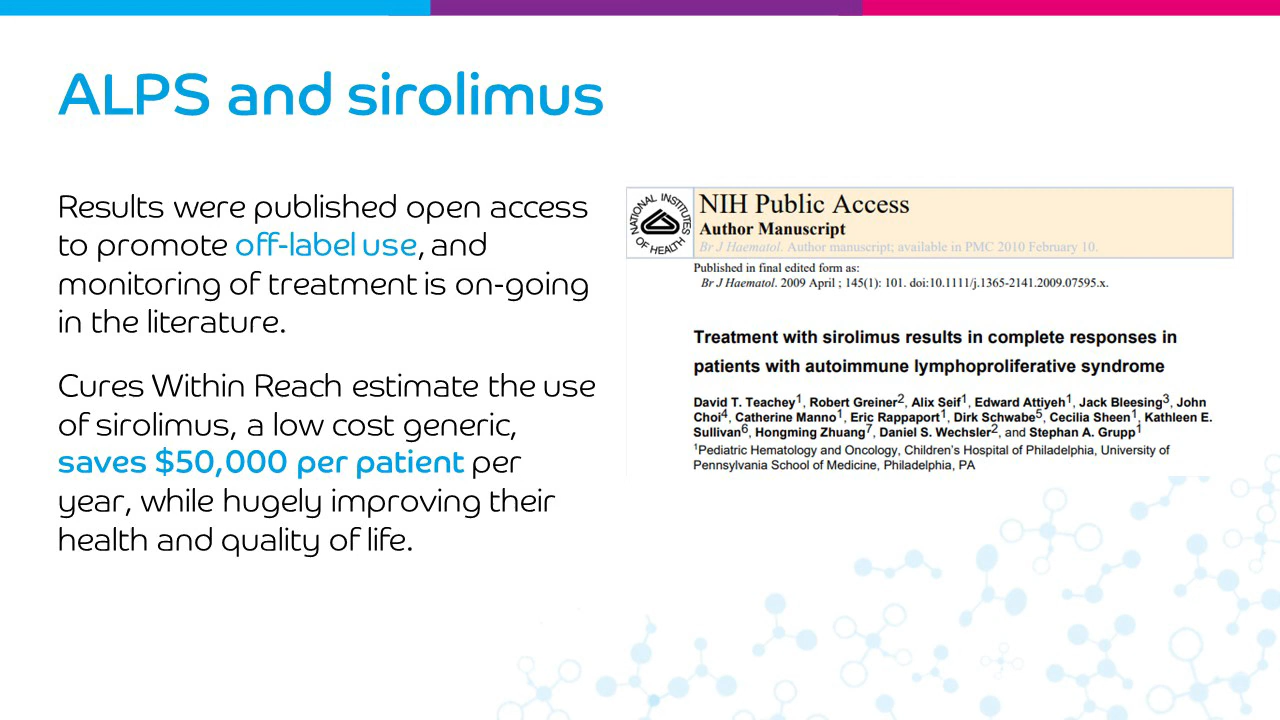 ALPS and sirolimus
Results were published open access
to promote off-label use, and
monitoring of treatment is on-going
in the literature.
Cures Within Reach estimate the use
of sirolimus, a low cost generic,
saves $50,000 per patient per
year, while hugely improving their
health and quality of life.
NATIONAL INSTITUTES OF HEALTH
NIH Public Access
Author Manuscript
Br J Haematol. Author manuscript; available in PMC 2010 February 10.
Published in final edited form as:
Br J Haematol. 2009 April ; 145(1): 101. doi:10.1111/j.1365-2141.2009.07595.x.
Treatment with sirolimus results in complete responses in
patients with autoimmune lymphoproliferative syndrome
David T. Teachey1, Robert Greiner2, Alix Seif1, Edward Attiyeh1, Jack Bleesing3, John
Choi4, Catherine Manno1, Eric Rappaport1, Dirk Schwabe5, Cecilia Sheen1, Kathleen E.
Sullivan6, Hongming Zhuang7, Daniel S. Wechsler2, and Stephan A. Grupp1
1Pediatric Hematology and Oncology, Children's Hospital of Philadelphia, University of
Pennsylvania School of Medicine, Philadelphia, PA